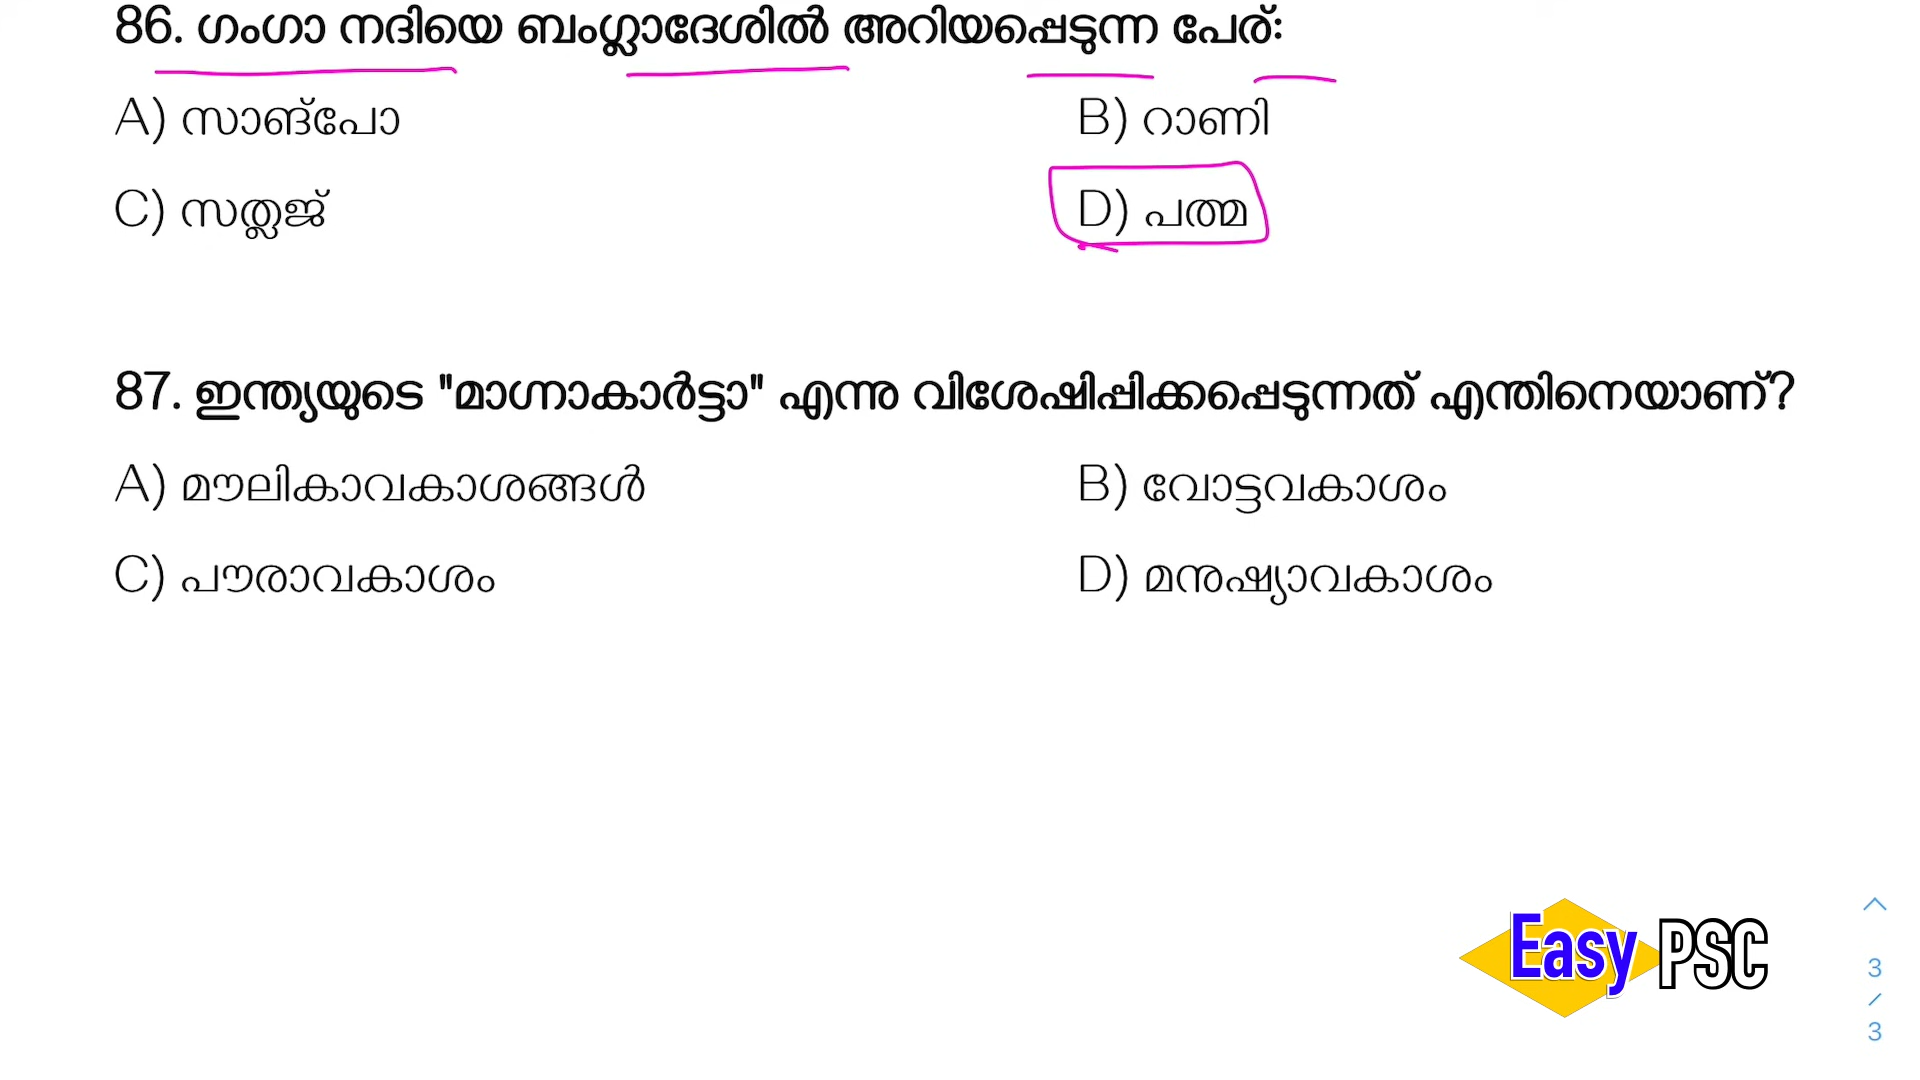 86. ഗംഗാ നദിയെ ബംഗ്ലാദേശിൽ അറിയപ്പെടുന്ന പേര്:
A) സാങ്പോ B) റാണി
C) സത്ലജ് D) പത്മ
87. ഇന്ത്യയുടെ "മാഗ്നാകാർട്ടാ" എന്നു വിശേഷിപ്പിക്കപ്പെടുന്നത് എന്തിനെയാണ്?
A) മൗലികാവകാശങ്ങൾ B) വോട്ടവകാശം
C) പൗരാവകാശം D) മനുഷ്യാവകാശം
Easy PSC
3
/
3